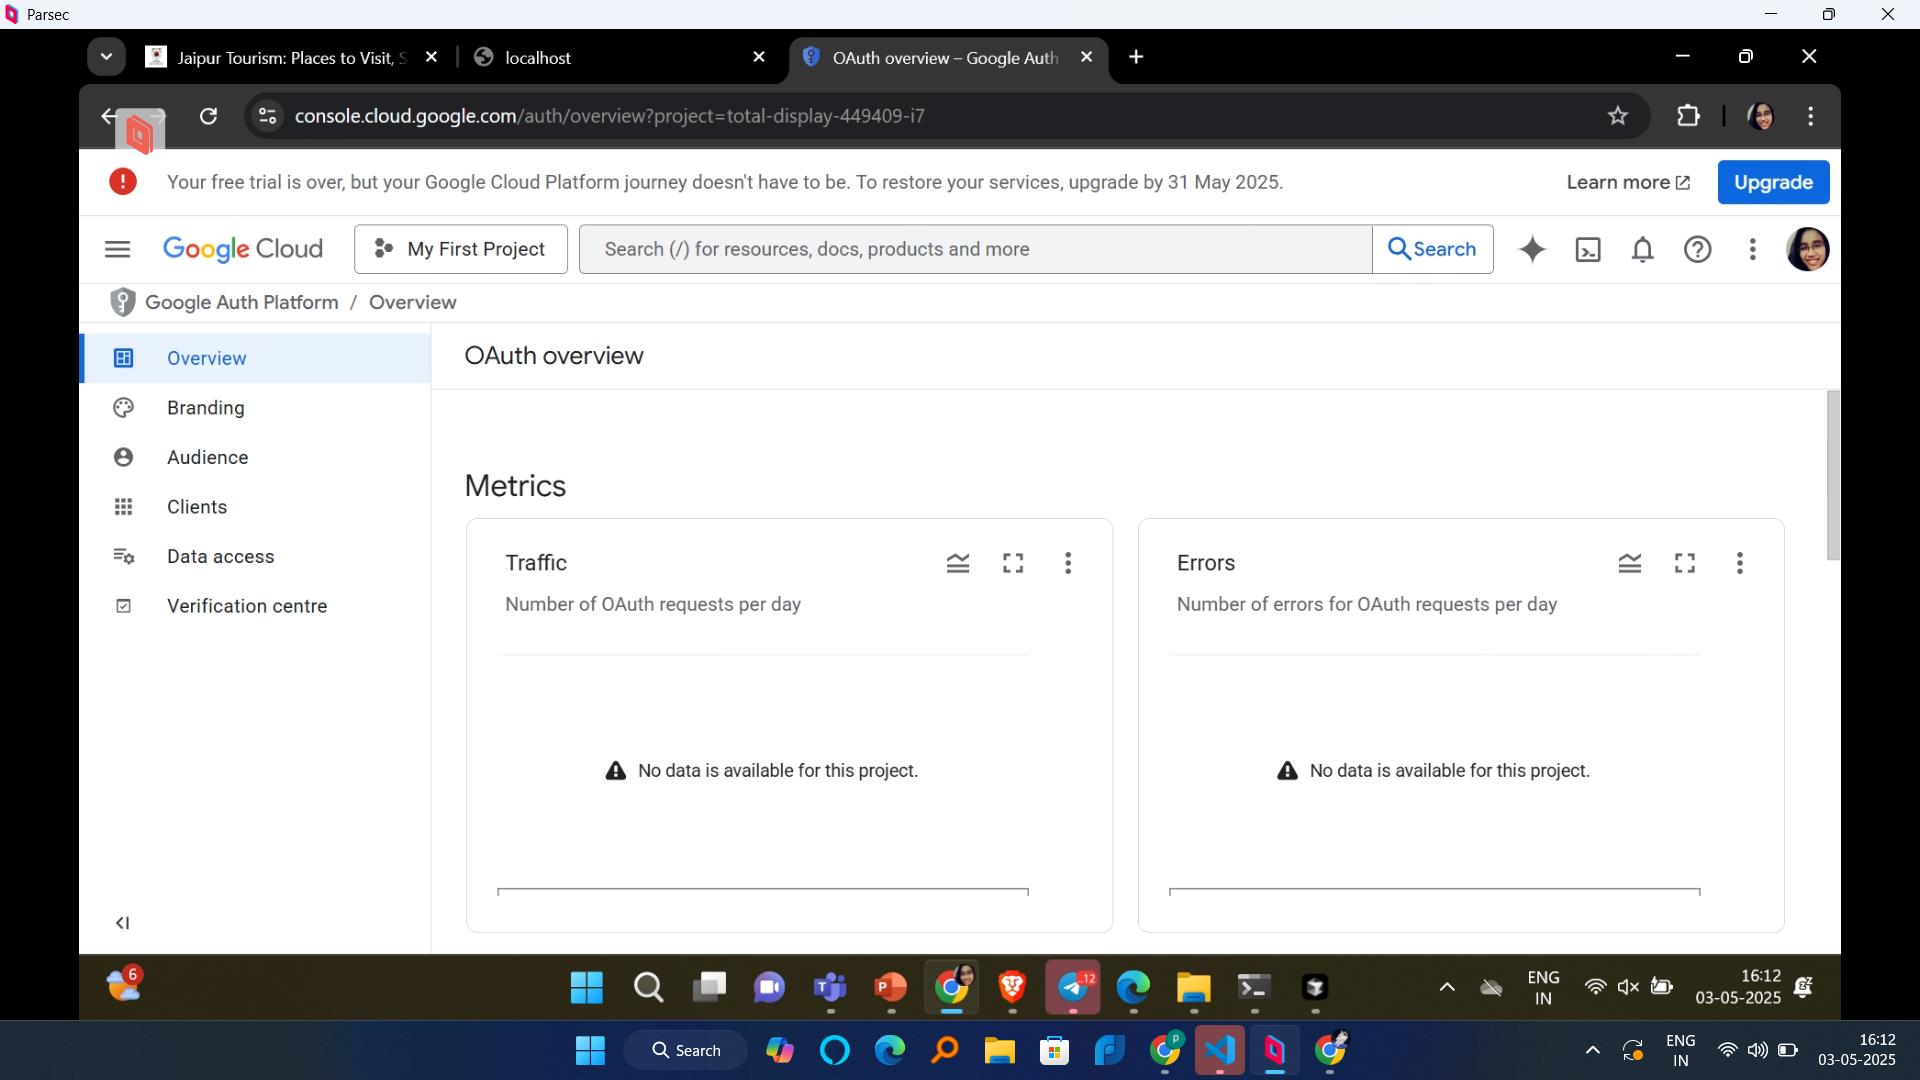 Parsec
Jaipur Tourism: Places to Visit, S
localhost
OAuth overview – Google Auth
console.cloud.google.com/auth/overview?project=total-display-449409-i7
Your free trial is over, but your Google Cloud Platform journey doesn't have to be. To restore your services, upgrade by 31 May 2025.
Learn more
Upgrade
Google Cloud
My First Project
Search (/) for resources, docs, products and more
Search
Google Auth Platform / Overview
Overview
Branding
Audience
Clients
Data access
Verification centre
OAuth overview
Metrics
Traffic
Number of OAuth requests per day
No data is available for this project.
Errors
Number of errors for OAuth requests per day
No data is available for this project.
6
12
ENG
IN
16:12
03-05-2025
Search
P
ENG
IN
16:12
03-05-2025